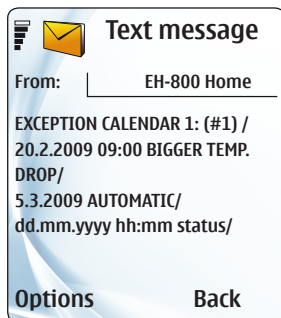 Text message
From: EH-800 Home
EXCEPTION CALENDAR 1: (#1) /
20.2.2009 09:00 BIGGER TEMP.
DROP/
5.3.2009 AUTOMATIC/
dd.mm.yyyy hh:mm status/
Options Back